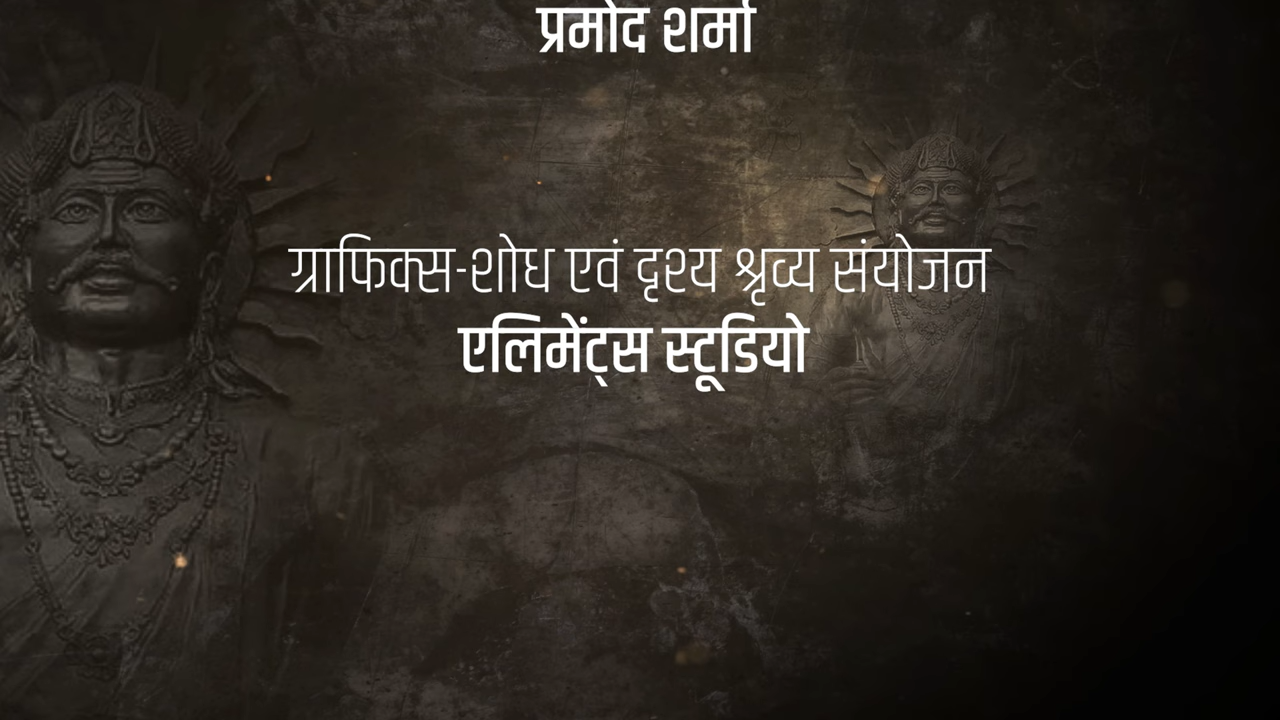 प्रमोद शर्मा
ग्राफिक्स-शोध एवं दृश्य श्रृव्य संयोजन
एलिमेंट्स स्टूडियो